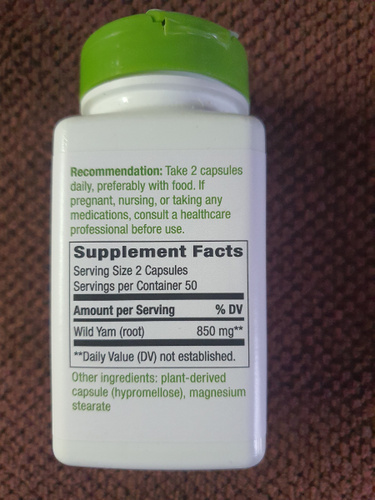 Recommendation: Take 2 capsules
daily, preferably with food. If
pregnant, nursing, or taking any
medications, consult a healthcare
professional before use.
Supplement Facts
Serving Size 2 Capsules
Servings per Container 50
Amount per Serving % DV
Wild Yam (root) 850 mg**
**Daily Value (DV) not established.
Other ingredients: plant-derived
capsule (hypromellose), magnesium
stearate